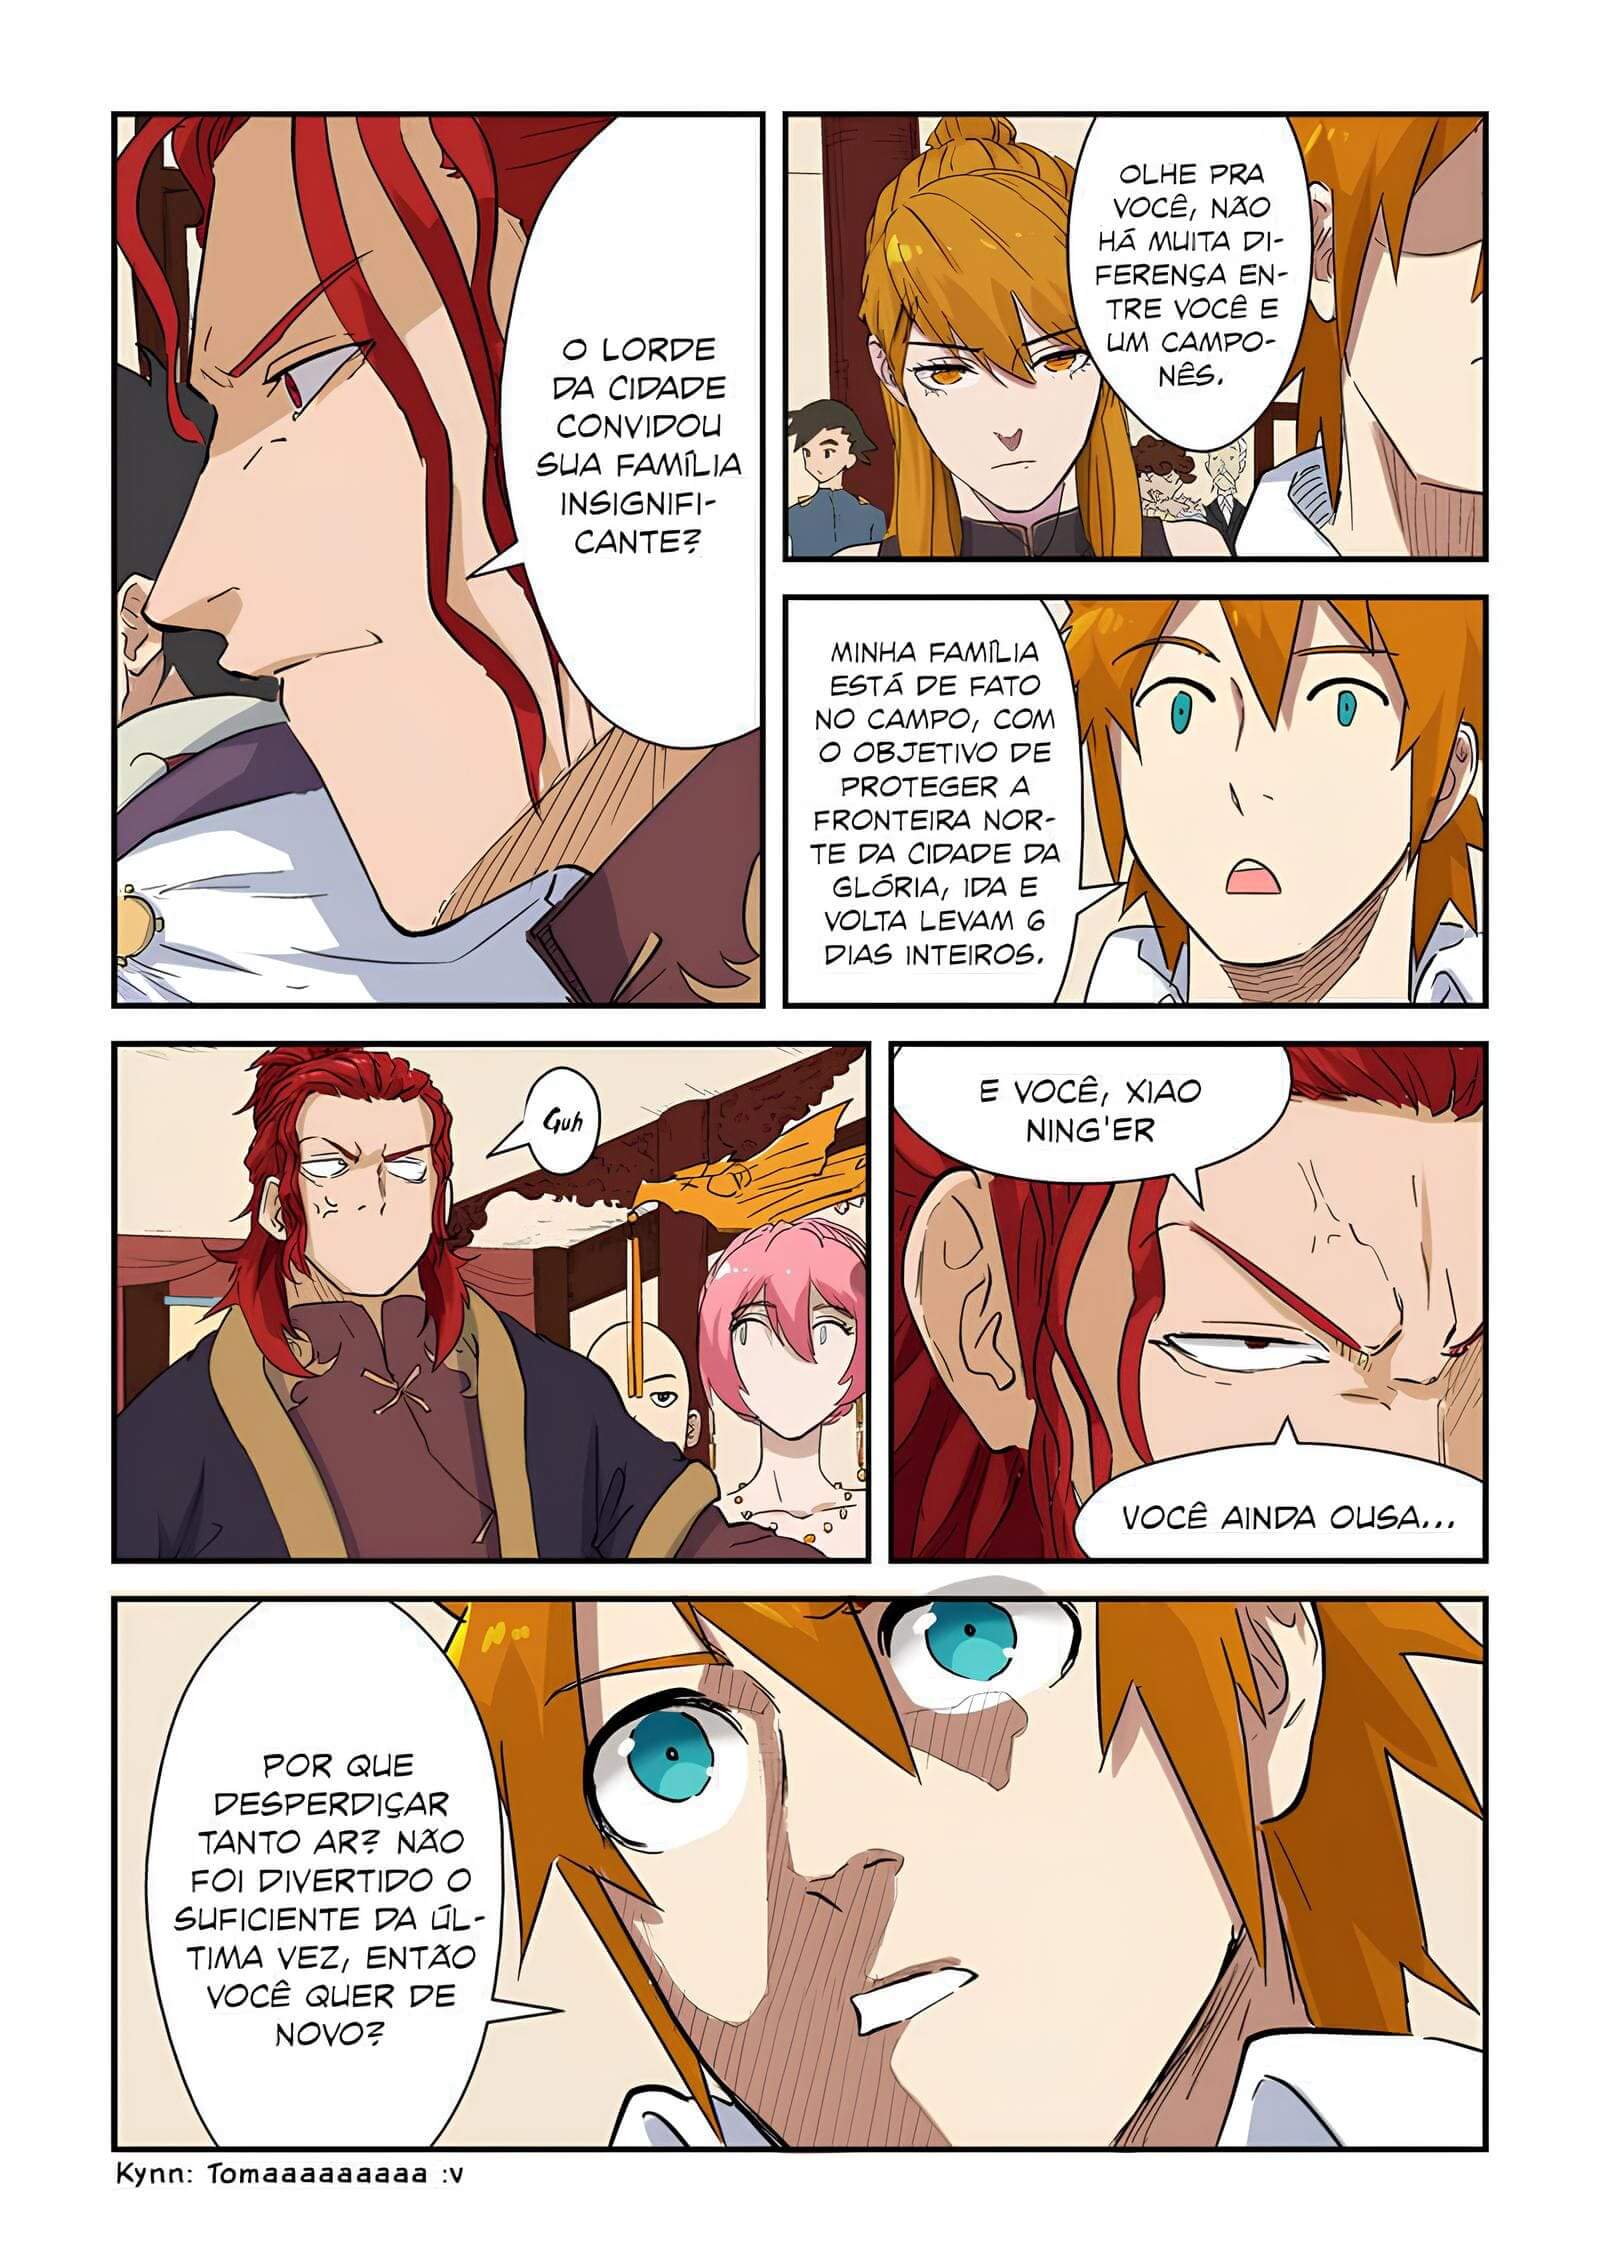 O LORDE
DA CIDADE
CONVIDOU
SUA FAMÍLIA
INSIGNIFI-
CANTE?
OLHE PRA
VOCÊ, NÃO
HÁ MUITA DI-
FERENÇA EN-
TRE VOCÊ E
UM CAMPO-
NÊS.
MINHA FAMÍLIA
ESTÁ DE FATO
NO CAMPO, COM
O OBJETIVO DE
PROTEGER A
FRONTEIRA NOR-
TE DA CIDADE DA
GLÓRIA, IDA E
VOLTA LEVAM 6
DIAS INTEIROS.
Guh
E VOCÊ, XIAO
NING'ER
VOCÊ AINDA OUSA...
POR QUE
DESPERDIÇAR
TANTO AR? NÃO
FOI DIVERTIDO O
SUFICIENTE DA ÚL-
TIMA VEZ, ENTÃO
VOCÊ QUER DE
NOVO?
Kynn: Tomaaaaaaaaaa :v